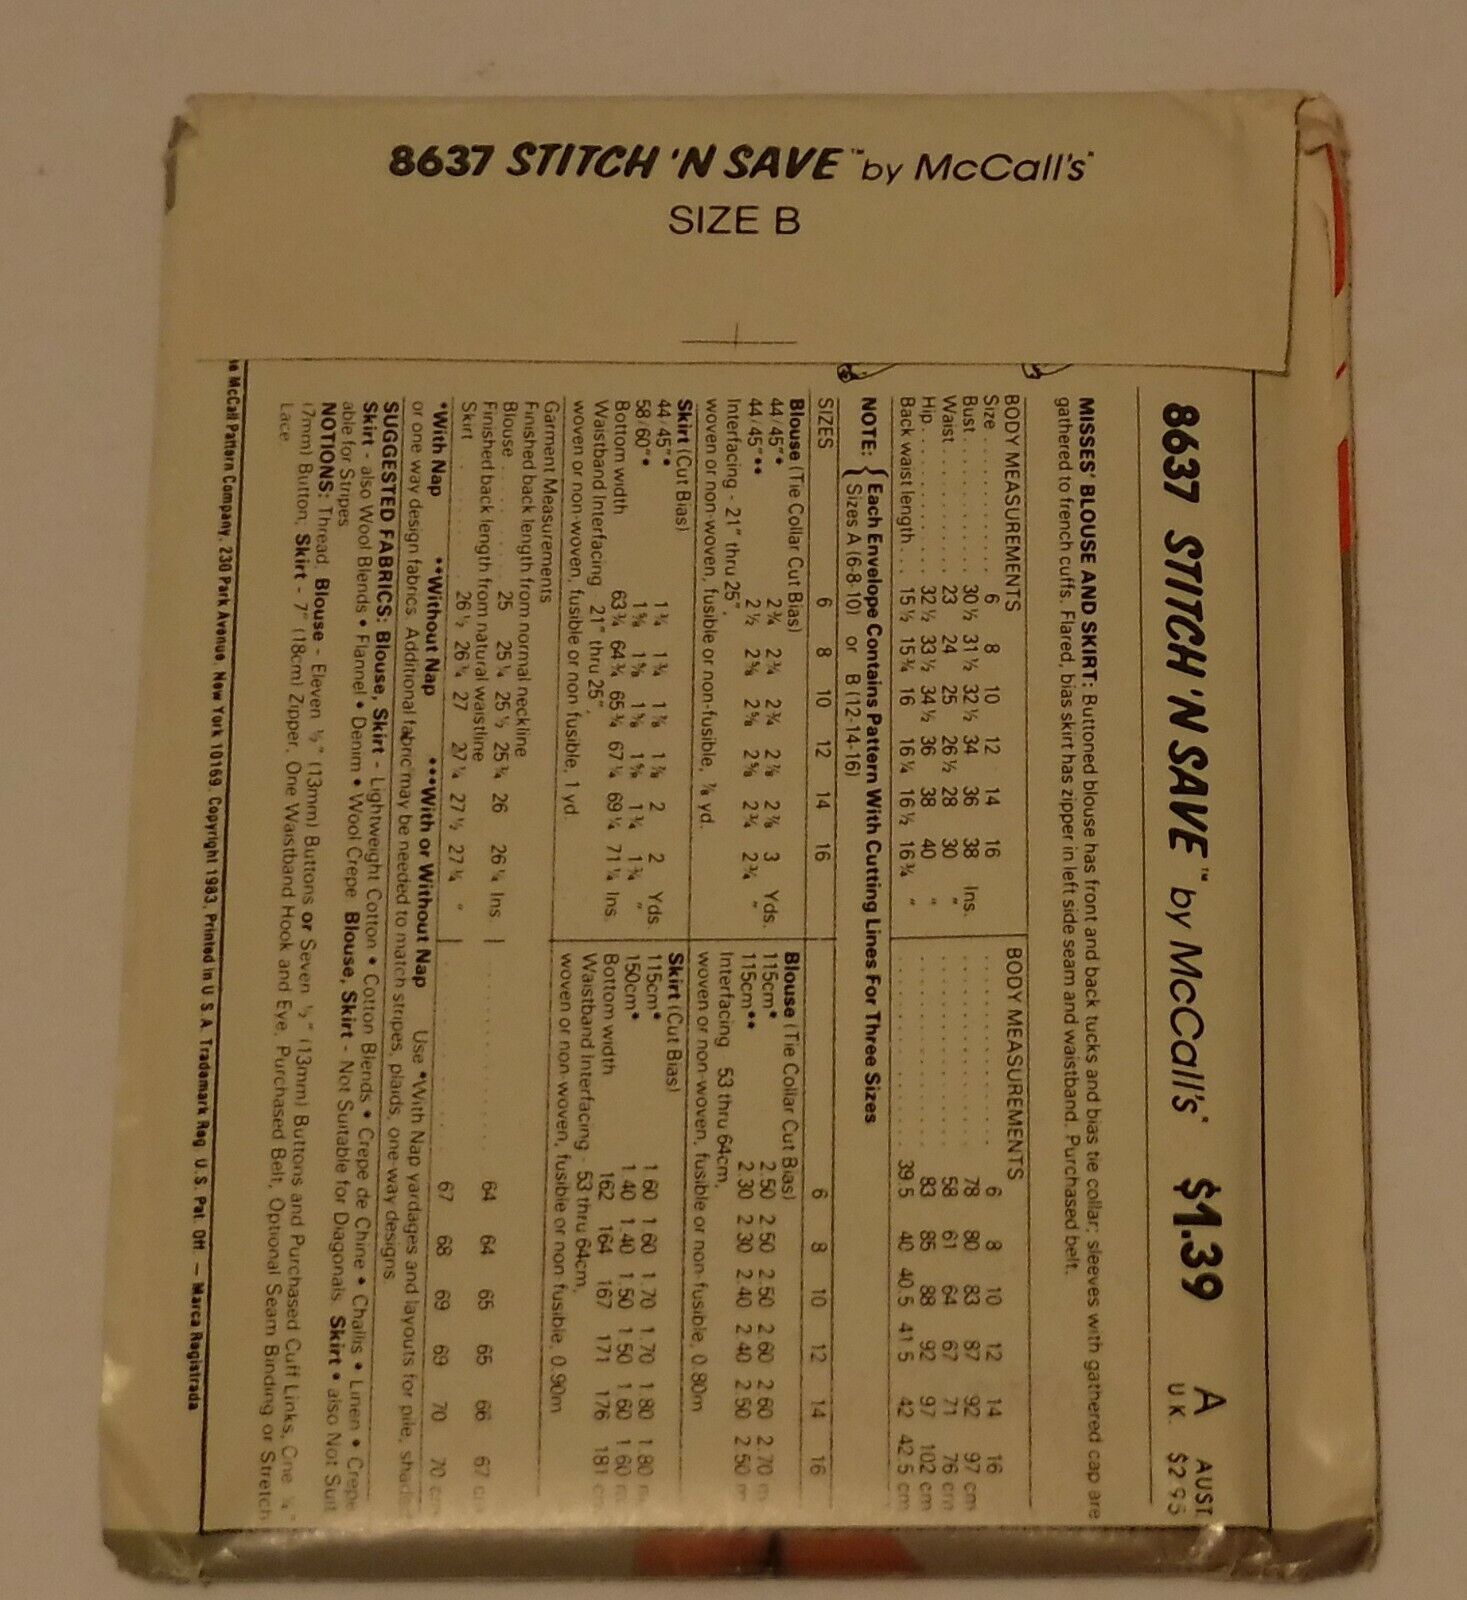 8637 STITCH 'N SAVE™ by McCall's
SIZE B
8637 STITCH 'N SAVE™ by McCall's $1.39 A AUST.
U.K. $2.95
MISSES' BLOUSE AND SKIRT: Buttoned blouse has front and back tucks and bias tie collar; sleeves with gathered cap are
gathered to french cuffs. Flared, bias skirt has zipper in left side seam and waistband. Purchased belt.
BODY MEASUREMENTS BODY MEASUREMENTS
Size 6 8 10 12 14 16 6 8 10 12 14 16
Bust 30½ 31½ 32½ 34 36 38 Ins. 78 80 83 87 92 97 cm
Waist 23 24 25 26½ 28 30 " 58 61 64 67 71 76 cm
Hip 32½ 33½ 34½ 36 38 40 " 83 85 88 92 97 102 cm
Back waist length 15½ 15¾ 16 16¼ 16½ 16¾ " 39.5 40 40.5 41.5 42 42.5 cm
NOTE: { Each Envelope Contains Pattern With Cutting Lines For Three Sizes
Sizes A (6-8-10) or B (12-14-16)
SIZES 6 8 10 12 14 16 6 8 10 12 14 16
Blouse (Tie Collar Cut Bias) Blouse (Tie Collar Cut Bias)
44/45"* 2¾ 2¾ 2¾ 2⅞ 2⅞ 3 Yds. 115cm* 2.50 2.50 2.50 2.60 2.60 2.70 m
44/45"** 2½ 2⅝ 2⅝ 2⅝ 2¾ 2¾ " 115cm** 2.30 2.30 2.40 2.40 2.50 2.50 m
Interfacing - 21" thru 25", Interfacing - 53 thru 64cm,
woven or non-woven, fusible or non-fusible, ⅞ yd. woven or non-woven, fusible or non-fusible, 0.80m
Skirt (Cut Bias) Skirt (Cut Bias)
44/45"* 1¾ 1¾ 1⅞ 1⅞ 2 2 Yds. 115cm* 1.60 1.60 1.70 1.70 1.80 1.80 m
58/60"* 1⅝ 1⅝ 1⅝ 1⅝ 1¾ 1¾ " 150cm* 1.40 1.40 1.50 1.50 1.60 1.60 m
Bottom width 63¾ 64¾ 65¾ 67¼ 69¼ 71¼ Ins. Bottom width 162 164 167 171 176 181 cm
Waistband Interfacing 21" thru 25", Waistband Interfacing - 53 thru 64cm,
woven or non-woven, fusible or non fusible, 1 yd. woven or non-woven, fusible or non-fusible, 0.90m
Garment Measurements
Finished back length from normal neckline
Blouse 25 25¼ 25½ 25¾ 26 26¼ Ins. 64 64 65 65 66 67
Finished back length from natural waistline
Skirt 26½ 26¾ 27 27¼ 27½ 27¾ " 67 68 69 69 70 70 cm
*With Nap **Without Nap ***With or Without Nap Use *With Nap yardages and layouts for pile, shaded
or one way design fabrics. Additional fabric may be needed to match stripes, plaids, one-way designs
SUGGESTED FABRICS: Blouse, Skirt - Lightweight Cotton • Cotton Blends • Crepe de Chine • Challis • Linen • Crepe
Skirt - also Wool Blends • Flannel • Denim • Wool Crepe Blouse, Skirt - Not Suitable for Diagonals. Skirt • also Not Suit
able for Stripes
NOTIONS: Thread. Blouse - Eleven ½" (13mm) Buttons or Seven ½" (13mm) Buttons and Purchased Cuff Links, One ¼"
(7mm) Button, Skirt - 7" (18cm) Zipper, One Waistband Hook and Eye, Purchased Belt, Optional Seam Binding or Stretch
Lace
McCall Pattern Company, 230 Park Avenue, New York 10169. Copyright 1983. Printed in U.S.A. Trademark Reg. U.S. Pat. Off. — Marca Registrada